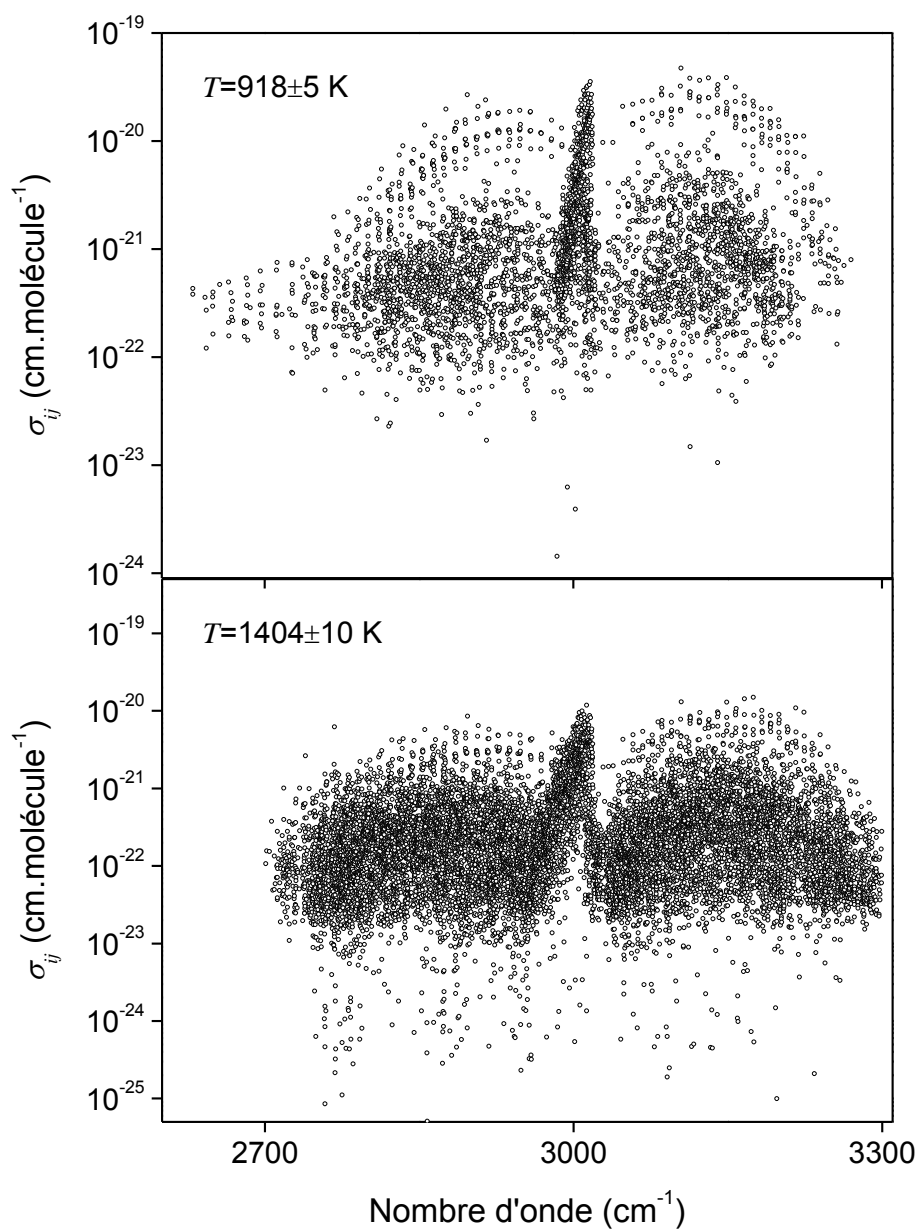 10⁻¹⁹
T=918±5 K
10⁻²⁰
10⁻²¹
10⁻²²
10⁻²³
10⁻²⁴
σᵢⱼ (cm.molécule⁻¹)
10⁻¹⁹
T=1404±10 K
10⁻²⁰
10⁻²¹
10⁻²²
10⁻²³
10⁻²⁴
10⁻²⁵
σᵢⱼ (cm.molécule⁻¹)
2700 3000 3300
Nombre d'onde (cm⁻¹)